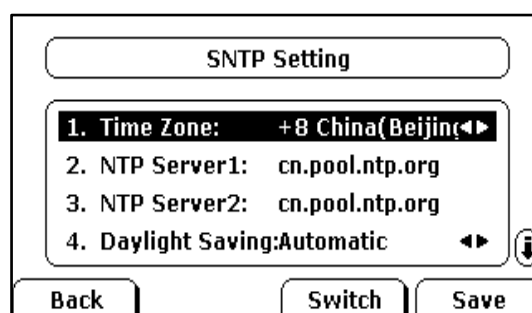 SNTP Setting
1. Time Zone: +8 China(Beijing
2. NTP Server1: cn.pool.ntp.org
3. NTP Server2: cn.pool.ntp.org
4. Daylight Saving:Automatic
Back Switch Save